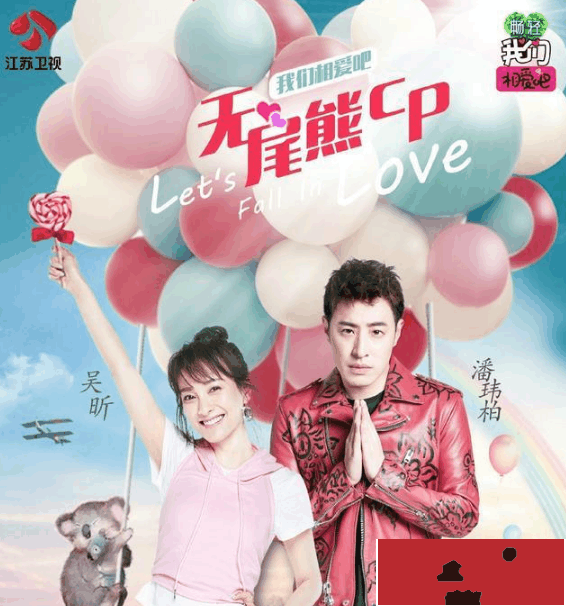 江苏卫视
畅轻
我们
相爱吧
我们相爱吧
无尾熊CP
Let's
Fall In Love
吴昕
潘玮柏